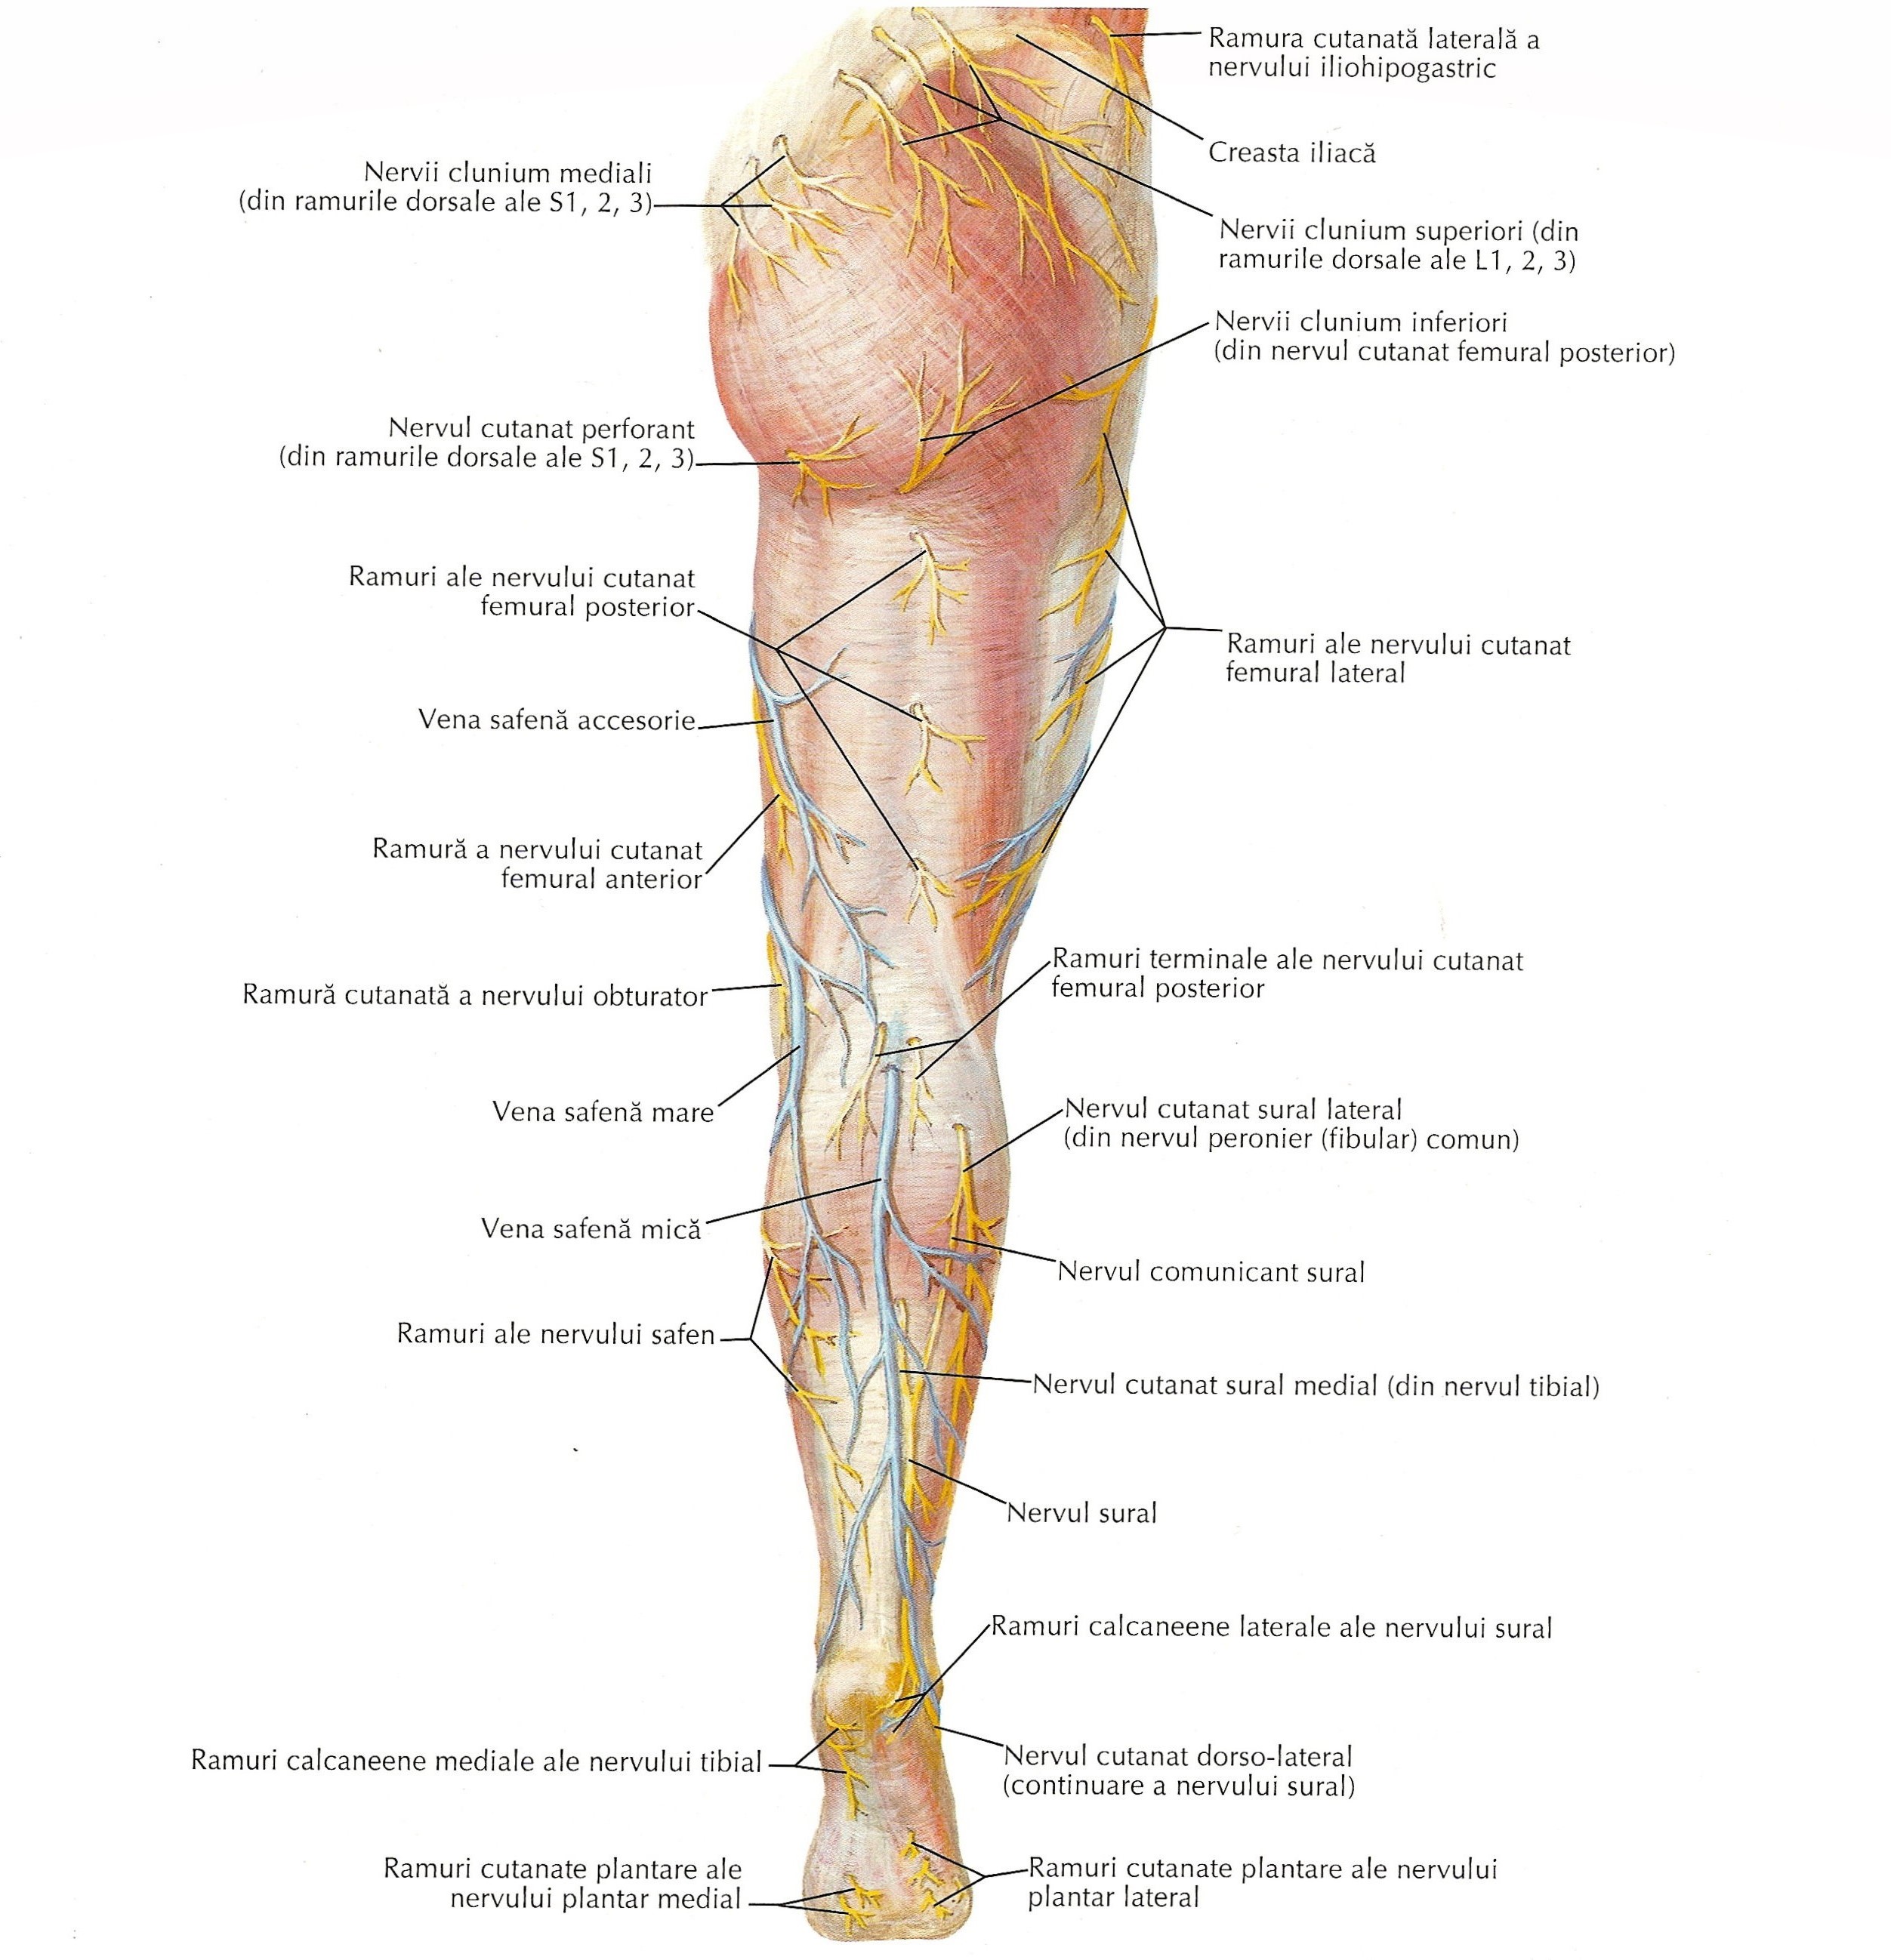 Ramura cutanată laterală a
nervului iliohipogastric
Creasta iliacă
Nervii clunium mediali
(din ramurile dorsale ale S1, 2, 3)
Nervii clunium superiori (din
ramurile dorsale ale L1, 2, 3)
Nervii clunium inferiori
(din nervul cutanat femural posterior)
Nervul cutanat perforant
(din ramurile dorsale ale S1, 2, 3)
Ramuri ale nervului cutanat
femural posterior
Ramuri ale nervului cutanat
femural lateral
Vena safenă accesorie
Ramură a nervului cutanat
femural anterior
Ramuri terminale ale nervului cutanat
femural posterior
Ramură cutanată a nervului obturator
Vena safenă mare
Nervul cutanat sural lateral
(din nervul peronier (fibular) comun)
Vena safenă mică
Nervul comunicant sural
Ramuri ale nervului safen
Nervul cutanat sural medial (din nervul tibial)
Nervul sural
Ramuri calcaneene laterale ale nervului sural
Ramuri calcaneene mediale ale nervului tibial
Nervul cutanat dorso-lateral
(continuare a nervului sural)
Ramuri cutanate plantare ale
nervului plantar medial
Ramuri cutanate plantare ale nervului
plantar lateral